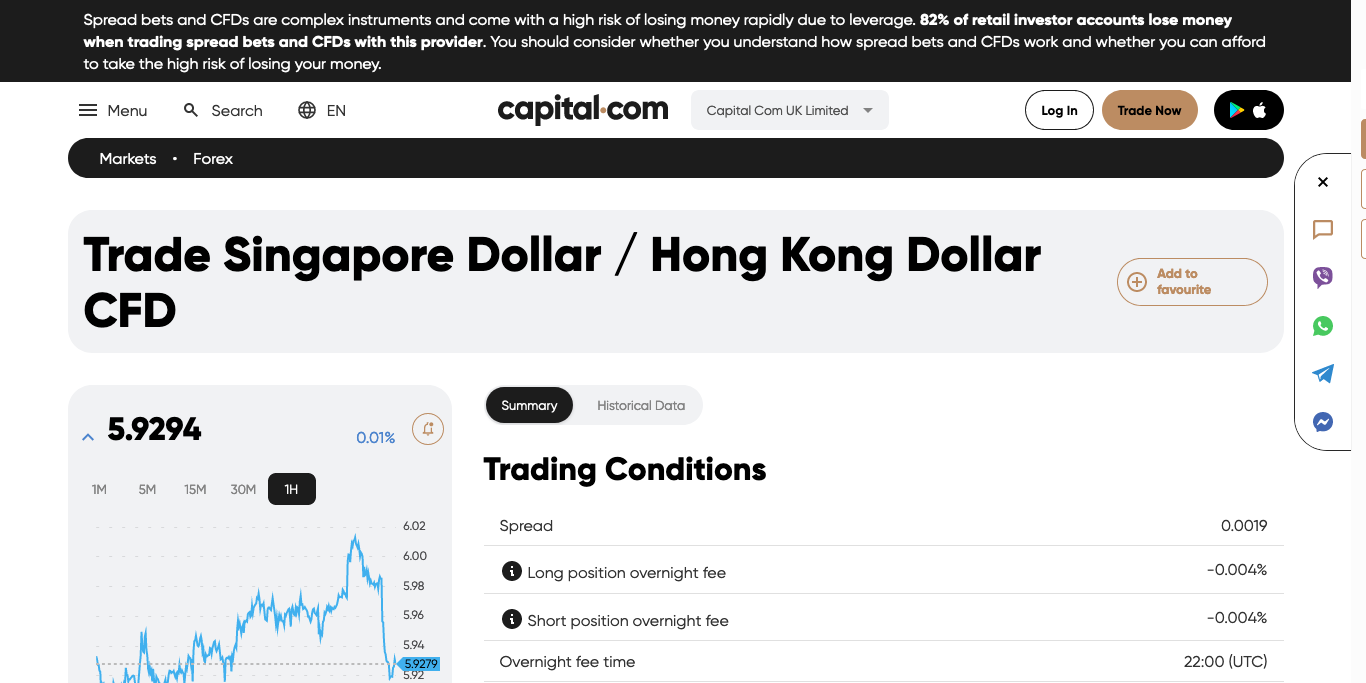 Spread bets and CFDs are complex instruments and come with a high risk of losing money rapidly due to leverage. 82% of retail investor accounts lose money
when trading spread bets and CFDs with this provider. You should consider whether you understand how spread bets and CFDs work and whether you can afford
to take the high risk of losing your money.
Menu
Search
EN
capital.com
Capital Com UK Limited
Log In
Trade Now
Markets • Forex
Trade Singapore Dollar / Hong Kong Dollar
CFD
Add to
favourite
5.9294
0.01%
1M 5M 15M 30M 1H
6.02
6.00
5.98
5.96
5.94
5.9279
5.92
Summary
Historical Data
Trading Conditions
Spread 0.0019
Long position overnight fee -0.004%
Short position overnight fee -0.004%
Overnight fee time 22:00 (UTC)